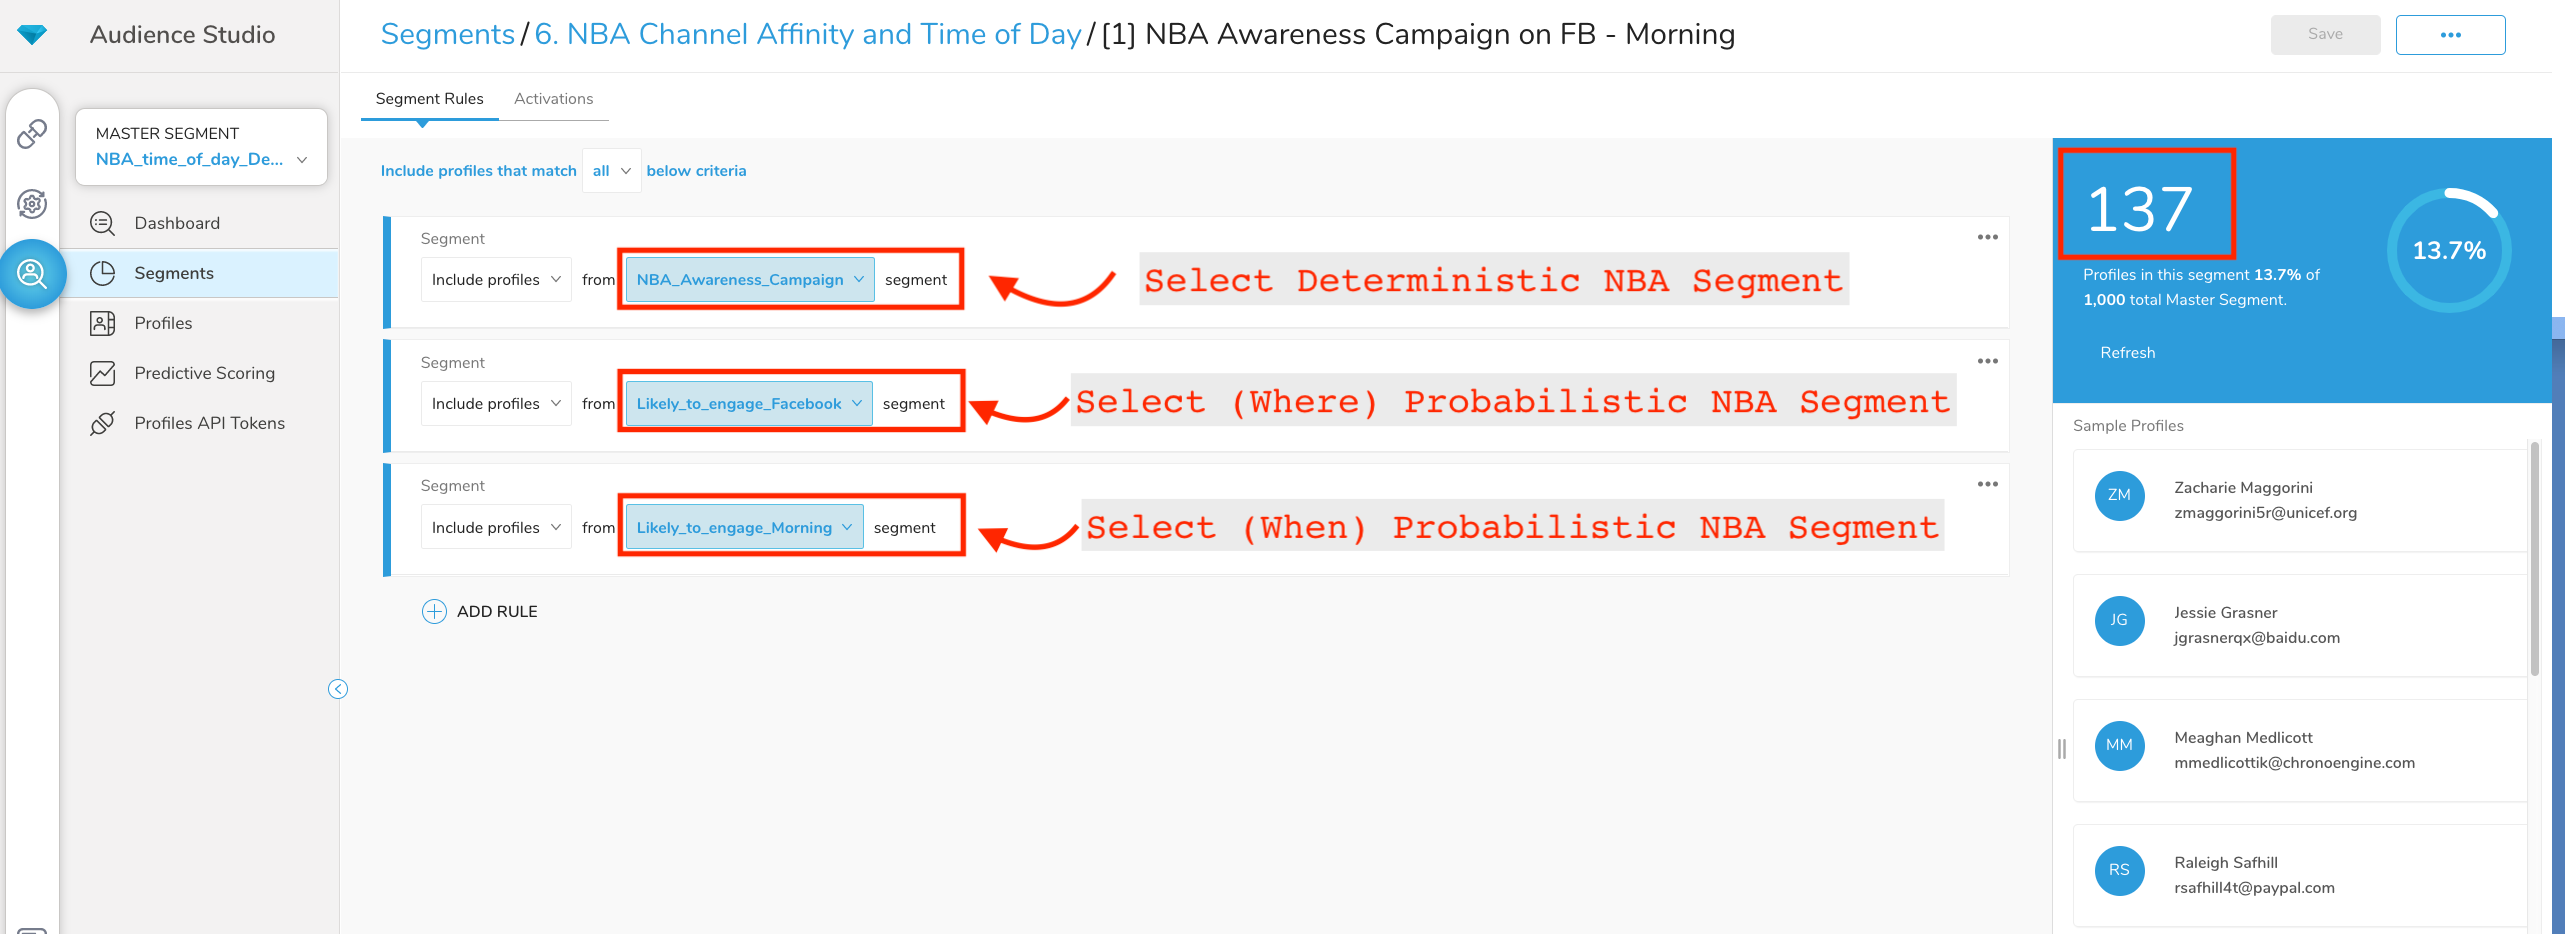 Audience Studio
Segments / 6. NBA Channel Affinity and Time of Day / [1] NBA Awareness Campaign on FB - Morning
Save
MASTER SEGMENT
NBA_time_of_day_De...
Dashboard
Segments
Profiles
Predictive Scoring
Profiles API Tokens
Segment Rules
Activations
Include profiles that match all below criteria
Segment
Include profiles from NBA_Awareness_Campaign segment
Select Deterministic NBA Segment
Segment
Include profiles from Likely_to_engage_Facebook segment
Select (Where) Probabilistic NBA Segment
Segment
Include profiles from Likely_to_engage_Morning segment
Select (When) Probabilistic NBA Segment
ADD RULE
137
13.7%
Profiles in this segment 13.7% of
1,000 total Master Segment.
Refresh
Sample Profiles
ZM
Zacharie Maggorini
zmaggorini5r@unicef.org
JG
Jessie Grasner
jgrasnerqx@baidu.com
MM
Meaghan Medlicott
mmedlicottik@chronoengine.com
RS
Raleigh Safhill
rsafhill4t@paypal.com